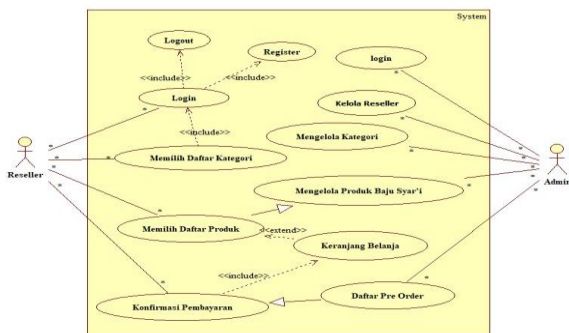 System
Logout
Register
login
<<include>>
<<include>>
Login
Kelola Reseller
<<include>>
Mengelola Kategori
Memilih Daftar Kategori
Reseller
Admin
Mengelola Produk Baju Syar'i
Memilih Daftar Produk
<<extend>>
Keranjang Belanja
<<include>>
Daftar Pre Order
Konfirmasi Pembayaran